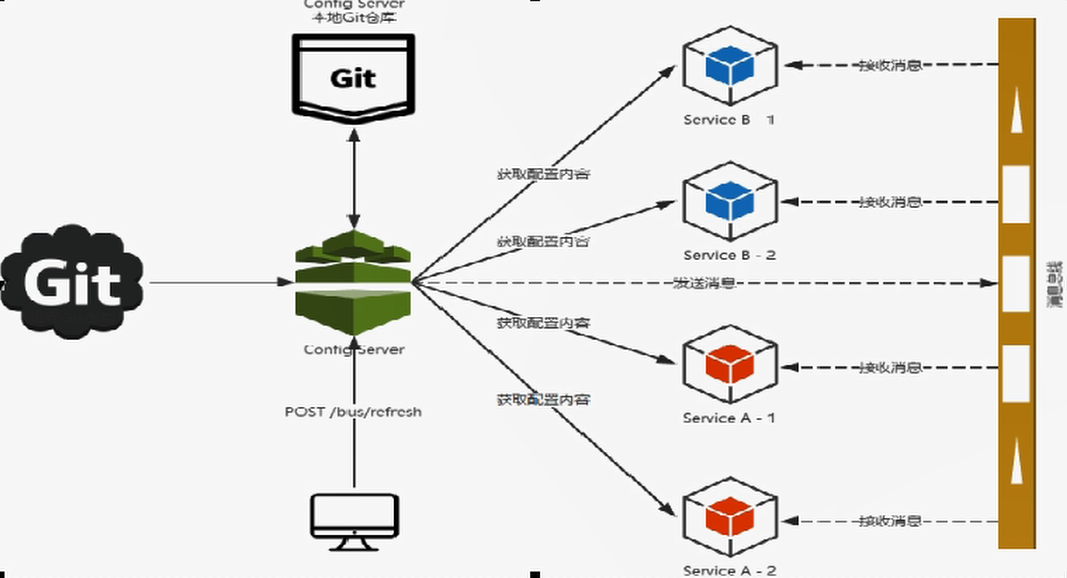 Config Server
本地Git仓库
Git
Git
Config Server
POST /bus/refresh
获取配置内容
获取配置内容
发送消息
获取配置内容
获取配置内容
Service B - 1
Service B - 2
Service A - 1
Service A - 2
接收消息
接收消息
接收消息
接收消息
消息总线